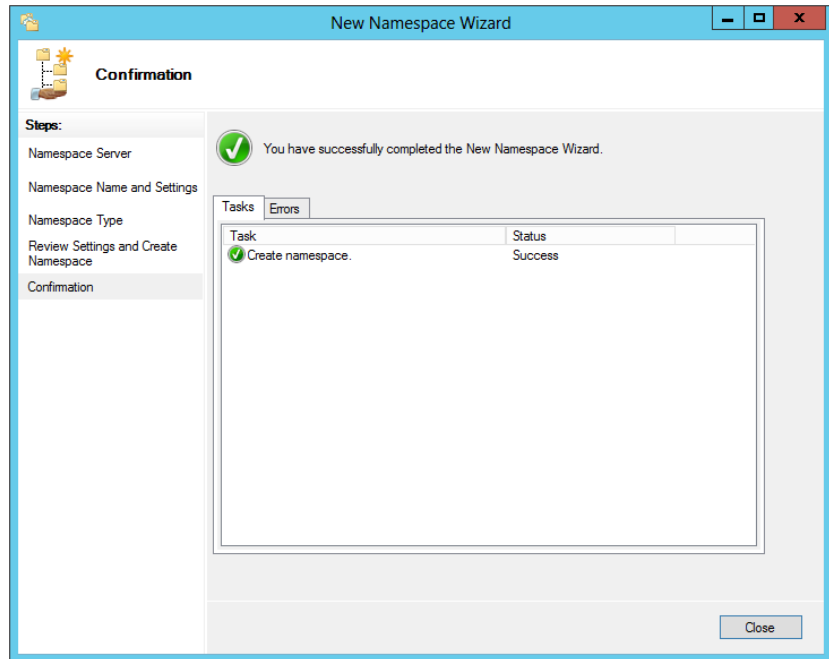 New Namespace Wizard
Confirmation
Steps:
Namespace Server
Namespace Name and Settings
Namespace Type
Review Settings and Create
Namespace
Confirmation
You have successfully completed the New Namespace Wizard.
Tasks Errors
Task Status
Create namespace. Success
Close